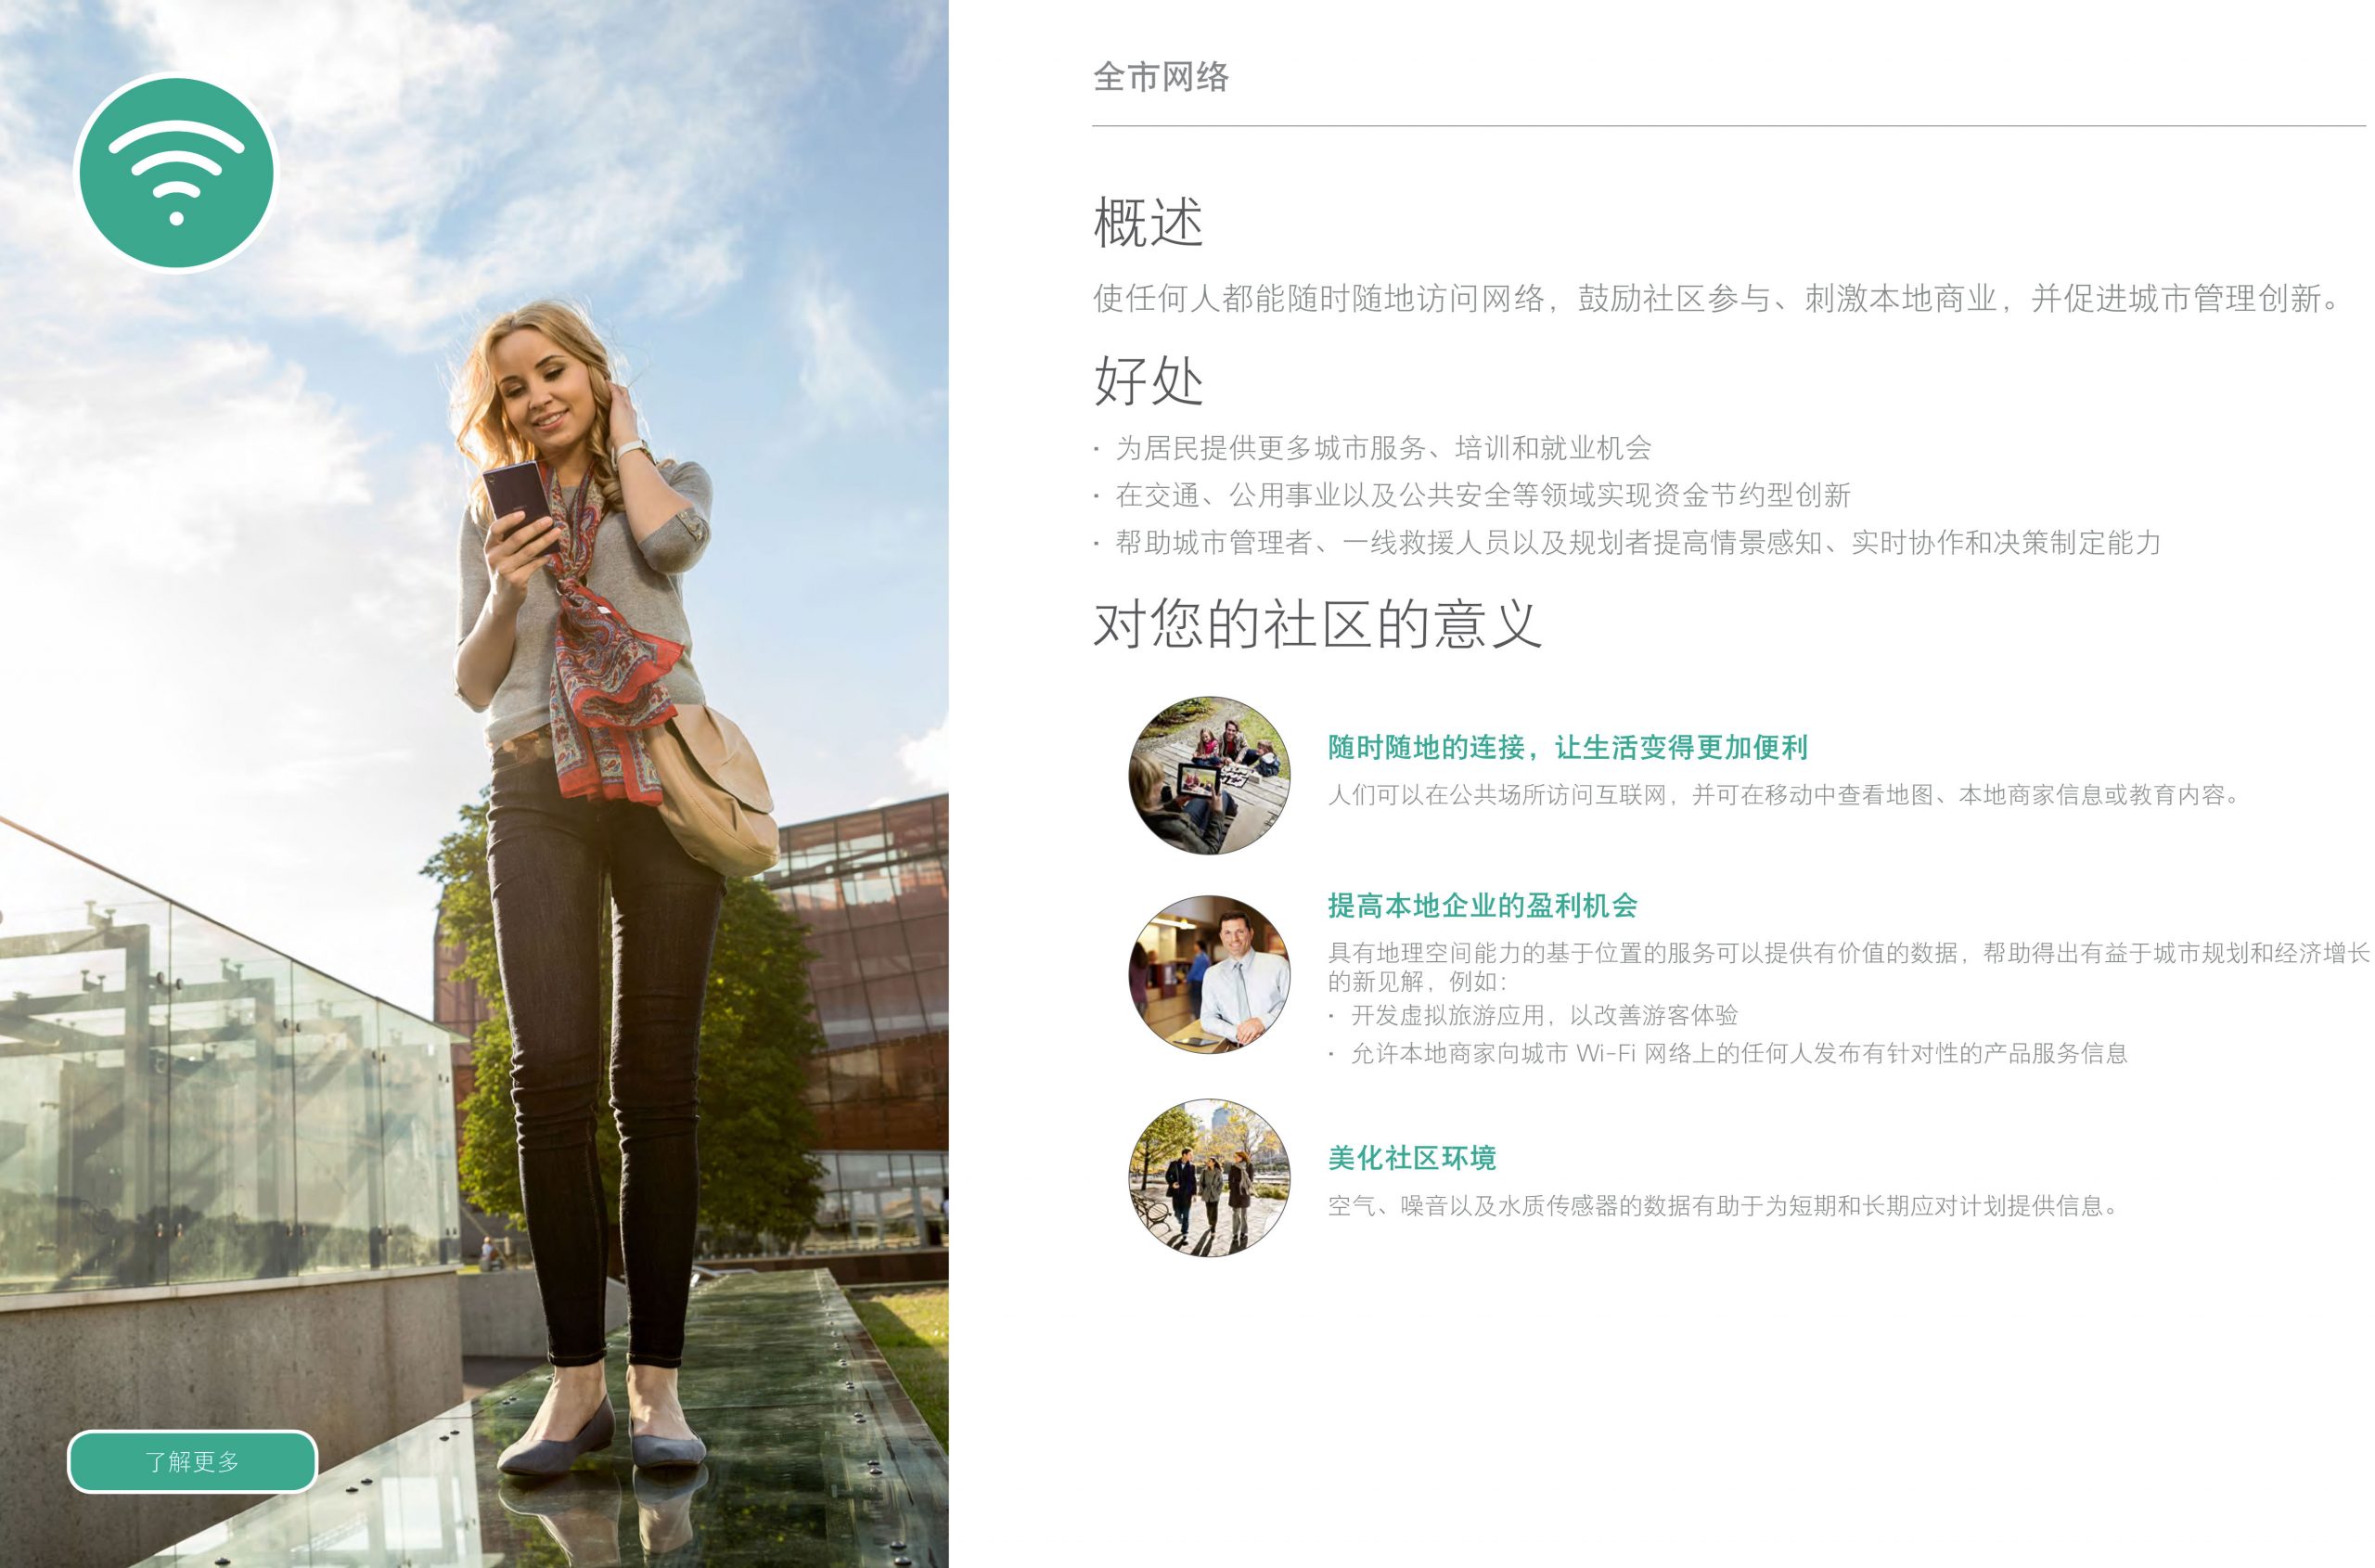 全市网络
概述
使任何人都能随时随地访问网络，鼓励社区参与、刺激本地商业，并促进城市管理创新。
好处
· 为居民提供更多城市服务、培训和就业机会
· 在交通、公用事业以及公共安全等领域实现资金节约型创新
· 帮助城市管理者、一线救援人员以及规划者提高情景感知、实时协作和决策制定能力
对您的社区的意义
随时随地的连接，让生活变得更加便利
人们可以在公共场所访问互联网，并可在移动中查看地图、本地商家信息或教育内容。
提高本地企业的盈利机会
具有地理空间能力的基于位置的服务可以提供有价值的数据，帮助得出有益于城市规划和经济增长
的新见解，例如：
· 开发虚拟旅游应用，以改善游客体验
· 允许本地商家向城市 Wi-Fi 网络上的任何人发布有针对性的产品服务信息
美化社区环境
空气、噪音以及水质传感器的数据有助于为短期和长期应对计划提供信息。
了解更多